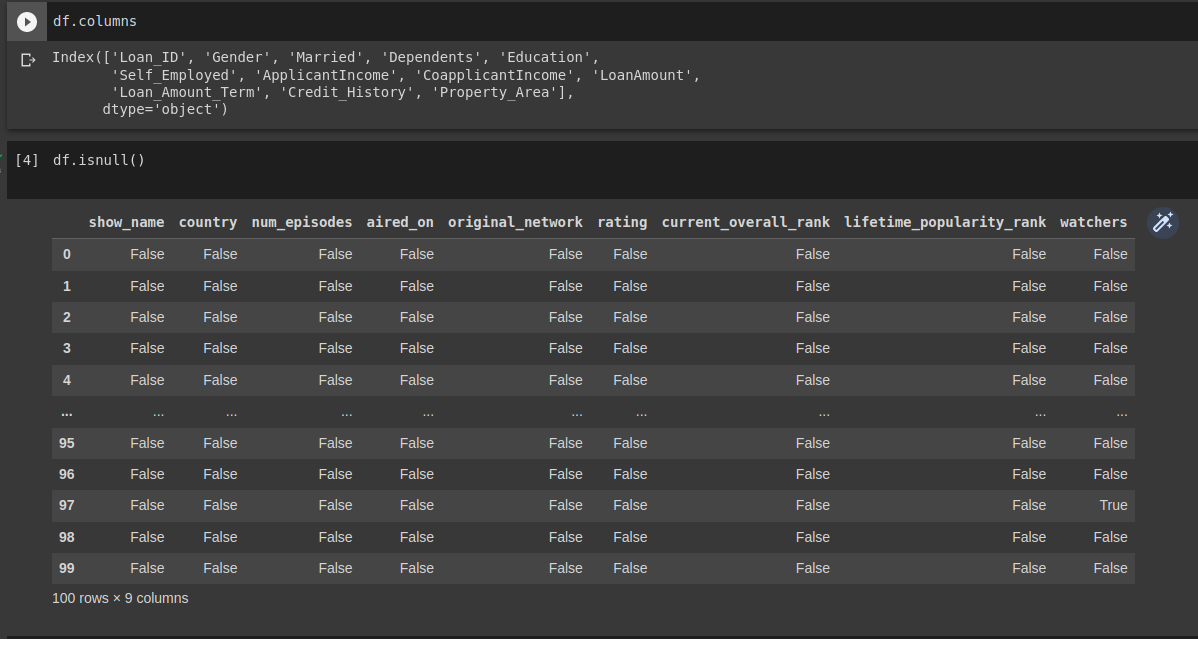 df.columns
Index(['Loan_ID', 'Gender', 'Married', 'Dependents', 'Education',
'Self_Employed', 'ApplicantIncome', 'CoapplicantIncome', 'LoanAmount',
'Loan_Amount_Term', 'Credit_History', 'Property_Area'],
dtype='object')
[4] df.isnull()
show_name country num_episodes aired_on original_network rating current_overall_rank lifetime_popularity_rank watchers
0 False False False False False False False False False
1 False False False False False False False False False
2 False False False False False False False False False
3 False False False False False False False False False
4 False False False False False False False False False
... ... ... ... ... ... ... ... ... ...
95 False False False False False False False False False
96 False False False False False False False False False
97 False False False False False False False False True
98 False False False False False False False False False
99 False False False False False False False False False
100 rows × 9 columns